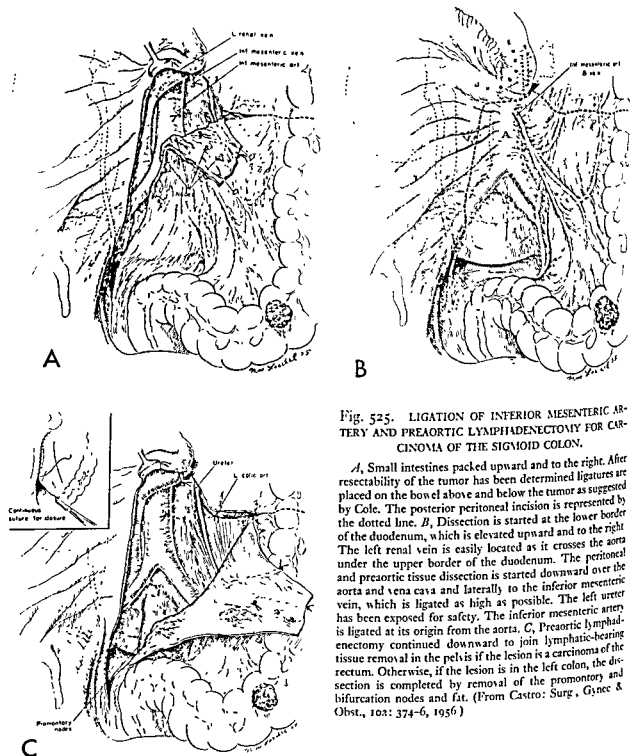 L renal vein
Inf mesenteric vein
Inf mesenteric art
A
Inf mesenteric art
& vein
A
B
Fig. 525. LIGATION OF INFERIOR MESENTERIC AR-
TERY AND PREAORTIC LYMPHADENECTOMY FOR CAR-
CINOMA OF THE SIGMOID COLON.
A, Small intestines packed upward and to the right. After
resectability of the tumor has been determined ligatures are
placed on the bowel above and below the tumor as suggested
by Cole. The posterior peritoneal incision is represented by
the dotted line. B, Dissection is started at the lower border
of the duodenum, which is elevated upward and to the right
The left renal vein is easily located as it crosses the aorta
under the upper border of the duodenum. The peritoneal
and preaortic tissue dissection is started downward over the
aorta and vena cava and laterally to the inferior mesenteric
vein, which is ligated as high as possible. The left ureter
has been exposed for safety. The inferior mesenteric artery
is ligated at its origin from the aorta. C, Preaortic lymphad-
enectomy continued downward to join lymphatic-bearing
tissue removal in the pelvis if the lesion is a carcinoma of the
rectum. Otherwise, if the lesion is in the left colon, the dis-
section is completed by removal of the promontory and
bifurcation nodes and fat. (From Castro: Surg, Gynec &
Obst., 102: 374-6, 1956)
Continuous
suture for closure
Ureter
L colic art
Promontory
nodes
C